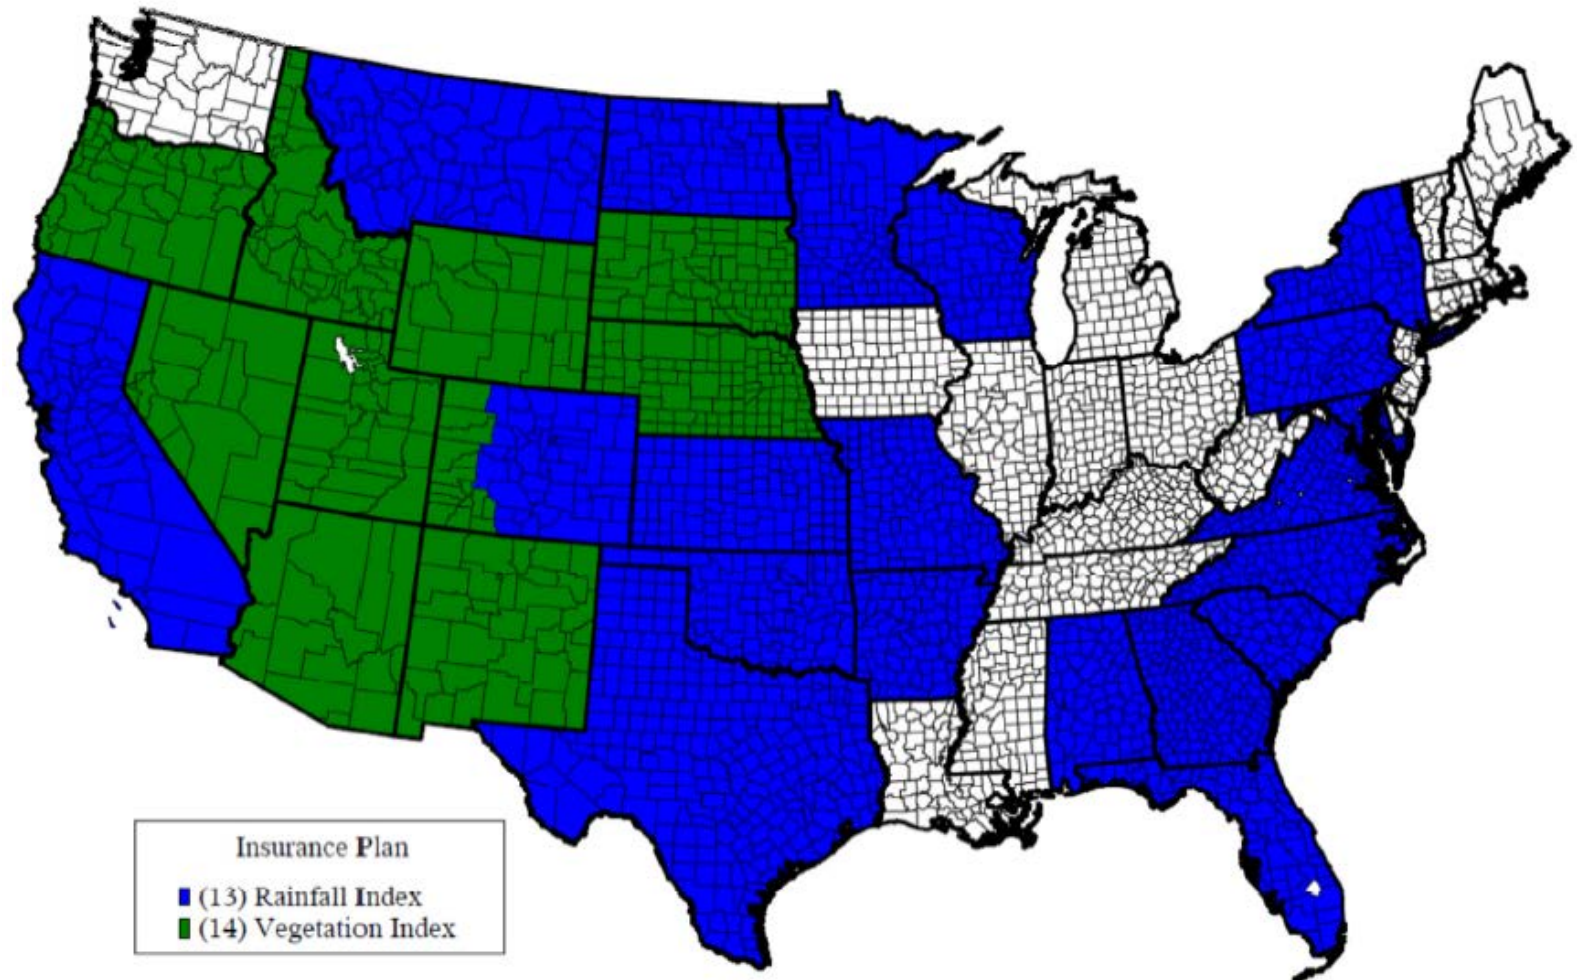 Insurance Plan
(13) Rainfall Index
(14) Vegetation Index